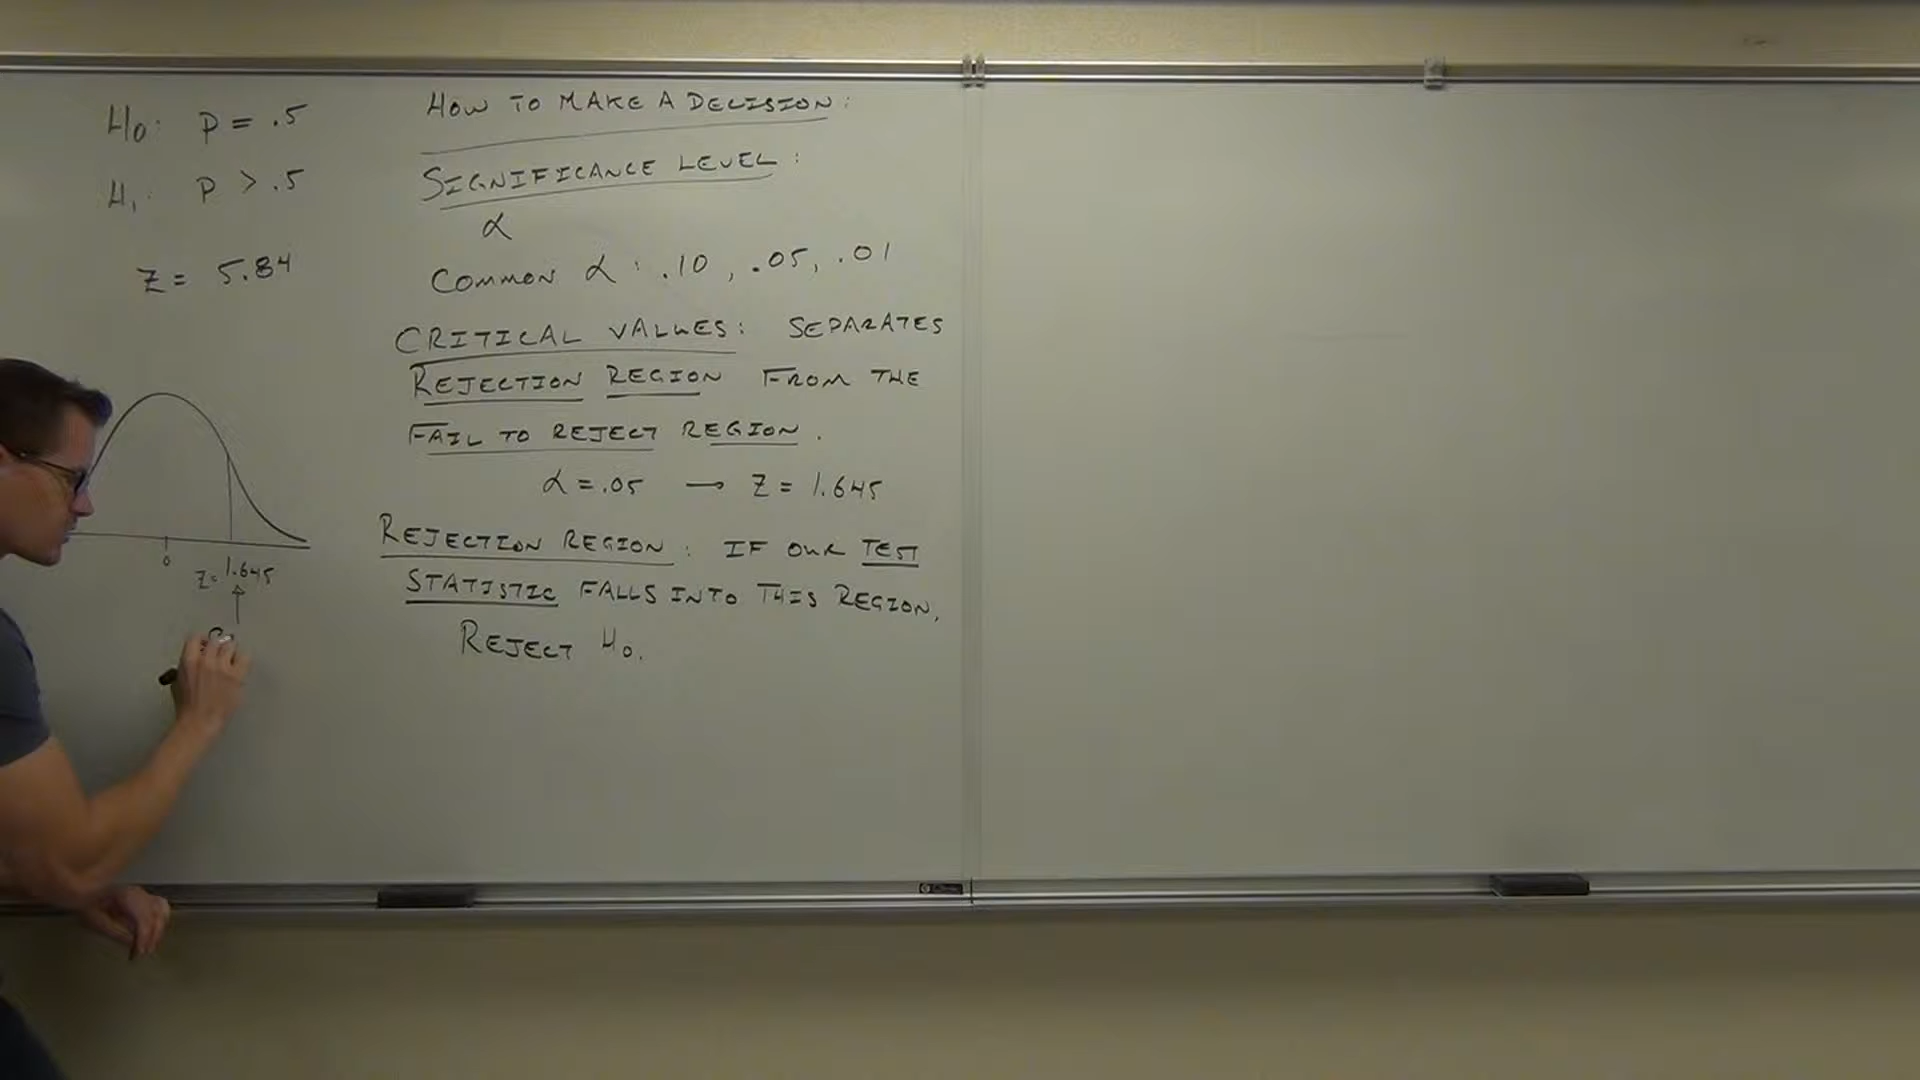 H0: P = .5
H1: P > .5
Z = 5.84
0
Z= 1.645
HOW TO MAKE A DECISION:
SIGNIFICANCE LEVEL:
α
COMMON α: .10, .05, .01
CRITICAL VALUES: SEPARATES
REJECTION REGION FROM THE
FAIL TO REJECT REGION.
α = .05 → Z = 1.645
REJECTION REGION: IF OUR TEST
STATISTIC FALLS INTO THIS REGION,
REJECT H0.